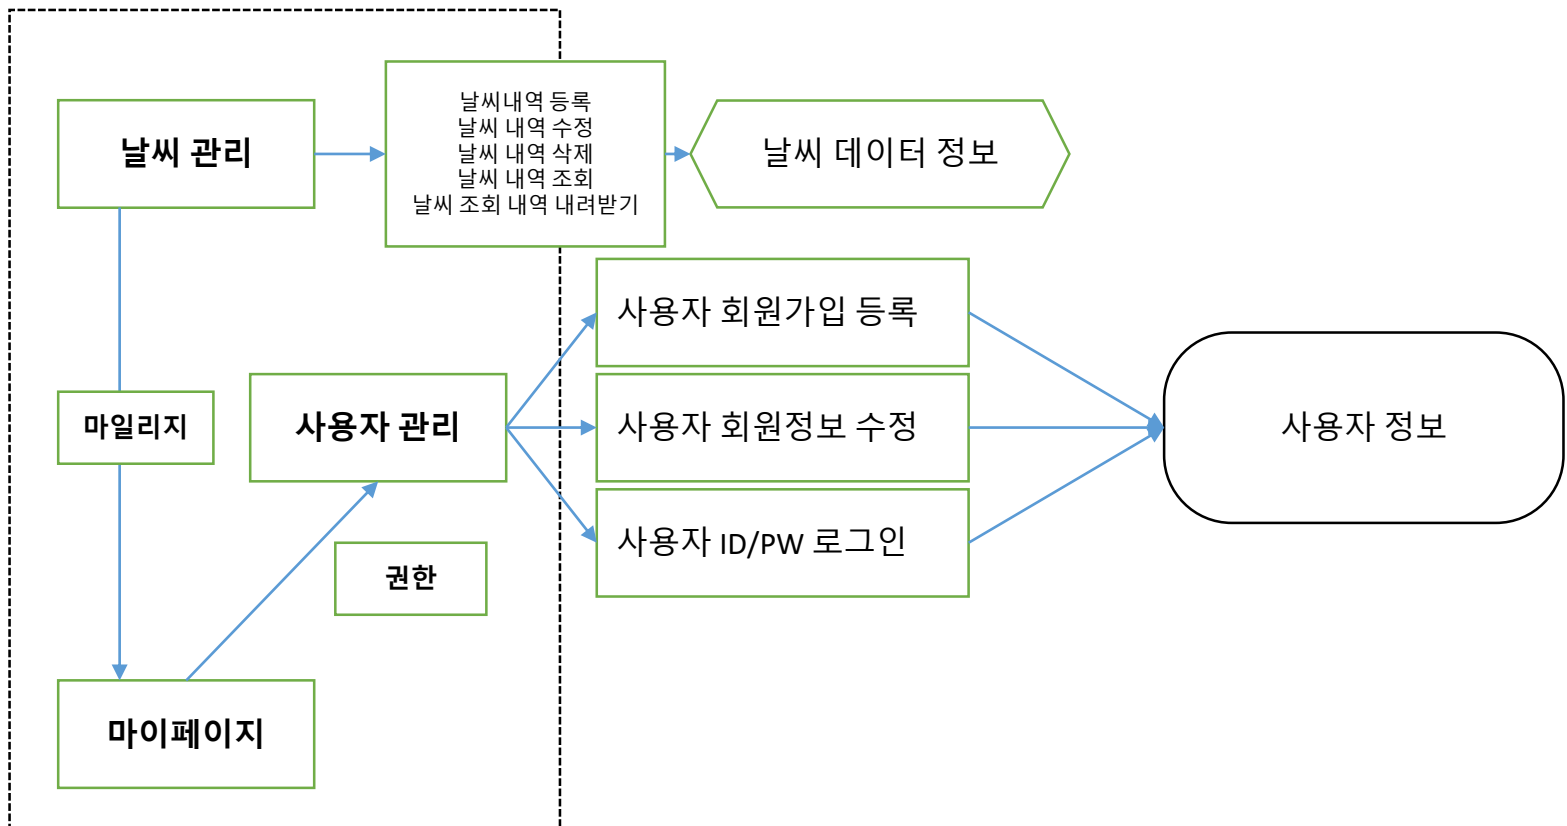 날씨 관리
날씨내역 등록
날씨 내역 수정
날씨 내역 삭제
날씨 내역 조회
날씨 조회 내역 내려받기
날씨 데이터 정보
사용자 회원가입 등록
마일리지
사용자 관리
사용자 회원정보 수정
사용자 정보
사용자 ID/PW 로그인
권한
마이페이지